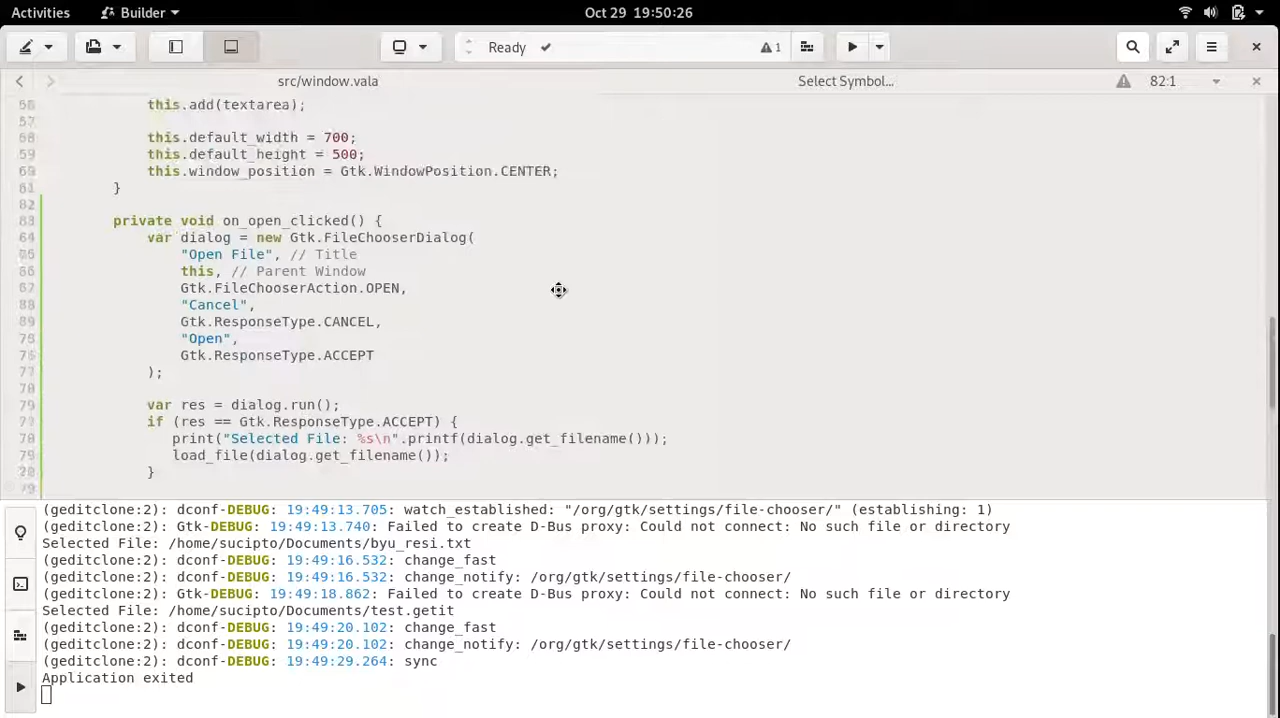 Activities
Builder
Oct 29 19:50:26
Ready
1
src/window.vala
Select Symbol...
82:1
this.add(textarea);
this.default_width = 700;
this.default_height = 500;
this.window_position = Gtk.WindowPosition.CENTER;
}
private void on_open_clicked() {
var dialog = new Gtk.FileChooserDialog(
"Open File", // Title
this, // Parent Window
Gtk.FileChooserAction.OPEN,
"Cancel",
Gtk.ResponseType.CANCEL,
"Open",
Gtk.ResponseType.ACCEPT
);
var res = dialog.run();
if (res == Gtk.ResponseType.ACCEPT) {
print("Selected File: %s\n".printf(dialog.get_filename()));
load_file(dialog.get_filename());
}
(geditclone:2): dconf-DEBUG: 19:49:13.705: watch_established: "/org/gtk/settings/file-chooser/" (establishing: 1)
(geditclone:2): Gtk-DEBUG: 19:49:13.740: Failed to create D-Bus proxy: Could not connect: No such file or directory
Selected File: /home/sucipto/Documents/byu_resi.txt
(geditclone:2): dconf-DEBUG: 19:49:16.532: change_fast
(geditclone:2): dconf-DEBUG: 19:49:16.532: change_notify: /org/gtk/settings/file-chooser/
(geditclone:2): Gtk-DEBUG: 19:49:18.862: Failed to create D-Bus proxy: Could not connect: No such file or directory
Selected File: /home/sucipto/Documents/test.getit
(geditclone:2): dconf-DEBUG: 19:49:20.102: change_fast
(geditclone:2): dconf-DEBUG: 19:49:20.102: change_notify: /org/gtk/settings/file-chooser/
(geditclone:2): dconf-DEBUG: 19:49:29.264: sync
Application exited